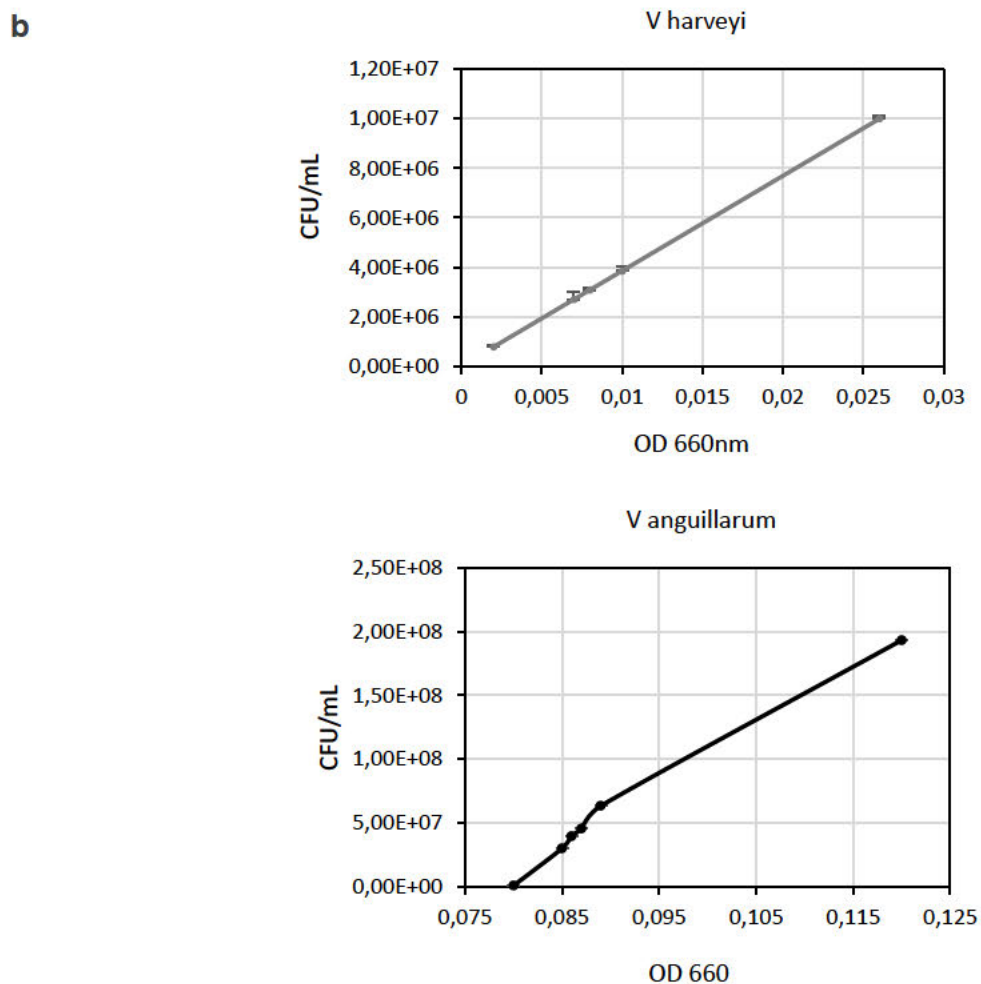 b
V harveyi
1,20E+07
1,00E+07
8,00E+06
6,00E+06
4,00E+06
2,00E+06
0,00E+00
CFU/mL
0 0,005 0,01 0,015 0,02 0,025 0,03
OD 660nm
V anguillarum
2,50E+08
2,00E+08
1,50E+08
1,00E+08
5,00E+07
0,00E+00
CFU/mL
0,075 0,085 0,095 0,105 0,115 0,125
OD 660